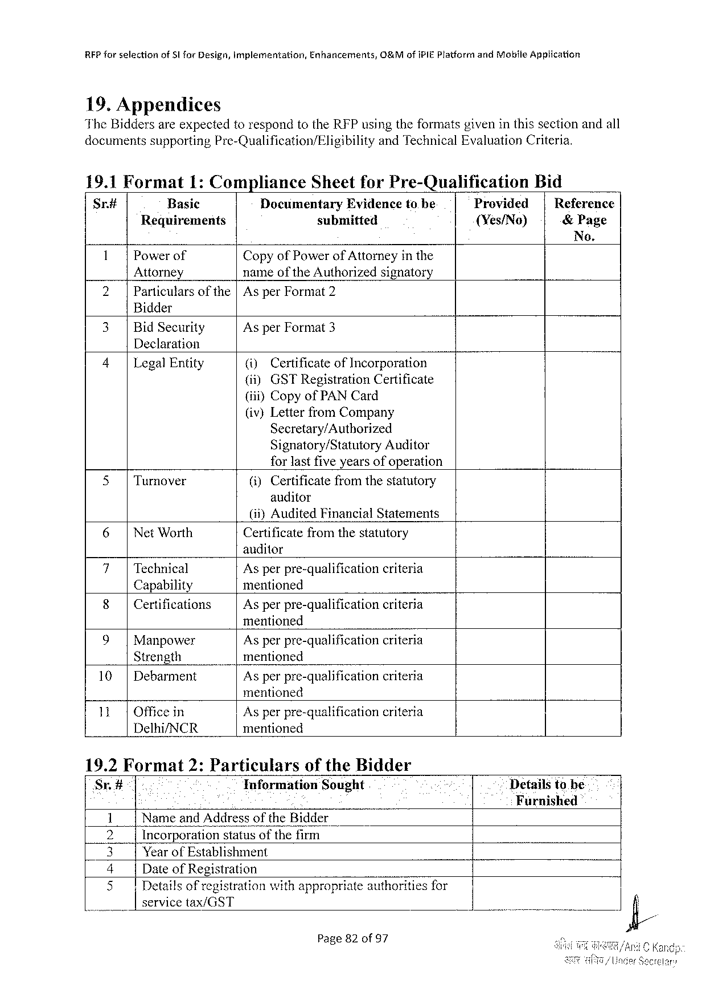 RFP for selection of SI for Design, Implementation, Enhancements, O&M of iPIE Platform and Mobile Application
19. Appendices
The Bidders are expected to respond to the RFP using the formats given in this section and all
documents supporting Pre-Qualification/Eligibility and Technical Evaluation Criteria.
19.1 Format 1: Compliance Sheet for Pre-Qualification Bid
Sr.# Basic Documentary Evidence to be Provided Reference
Requirements submitted (Yes/No) & Page
No.
1 Power of Copy of Power of Attorney in the
Attorney name of the Authorized signatory
2 Particulars of the As per Format 2
Bidder
3 Bid Security As per Format 3
Declaration
4 Legal Entity (i) Certificate of Incorporation
(ii) GST Registration Certificate
(iii) Copy of PAN Card
(iv) Letter from Company
Secretary/Authorized
Signatory/Statutory Auditor
for last five years of operation
5 Turnover (i) Certificate from the statutory
auditor
(ii) Audited Financial Statements
6 Net Worth Certificate from the statutory
auditor
7 Technical As per pre-qualification criteria
Capability mentioned
8 Certifications As per pre-qualification criteria
mentioned
9 Manpower As per pre-qualification criteria
Strength mentioned
10 Debarment As per pre-qualification criteria
mentioned
11 Office in As per pre-qualification criteria
Delhi/NCR mentioned
19.2 Format 2: Particulars of the Bidder
Sr. # Information Sought Details to be
Furnished
1 Name and Address of the Bidder
2 Incorporation status of the firm
3 Year of Establishment
4 Date of Registration
5 Details of registration with appropriate authorities for
service tax/GST
Page 82 of 97
/Anil C Kandp
अवर सचिव/Under Secretary